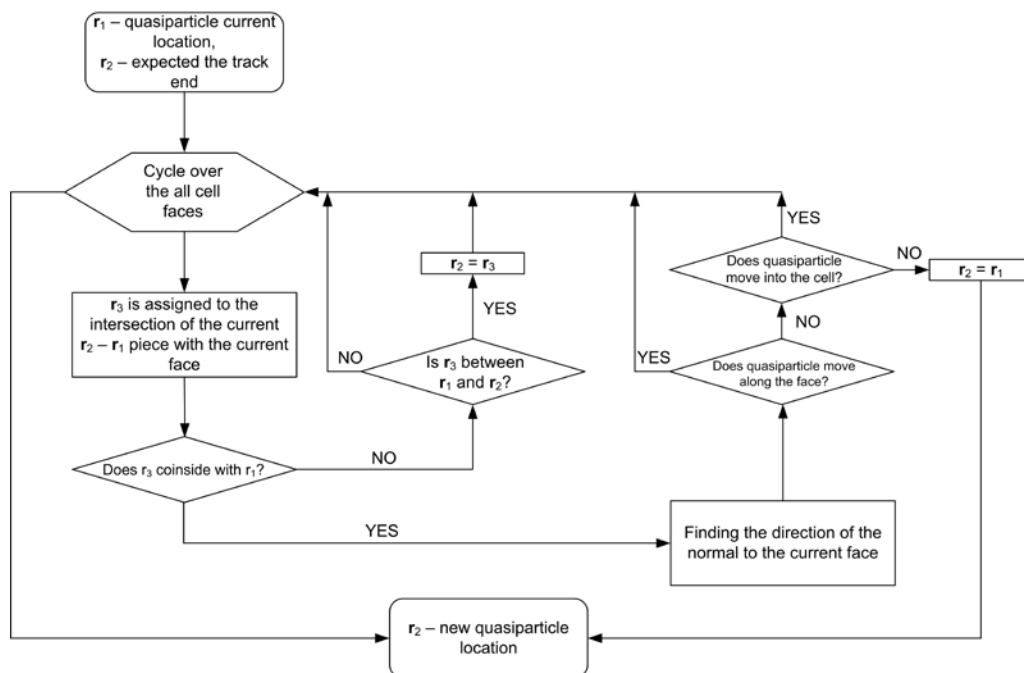 r1 – quasiparticle current
location,
r2 – expected the track
end
Cycle over
the all cell
faces
r3 is assigned to the
intersection of the current
r2 – r1 piece with the current
face
Does r3 coinside with r1?
NO
YES
Is r3 between
r1 and r2?
NO
YES
r2 = r3
Finding the direction of the
normal to the current face
Does quasiparticle move
along the face?
YES
NO
Does quasiparticle
move into the cell?
YES
NO
r2 = r1
r2 – new quasiparticle
location